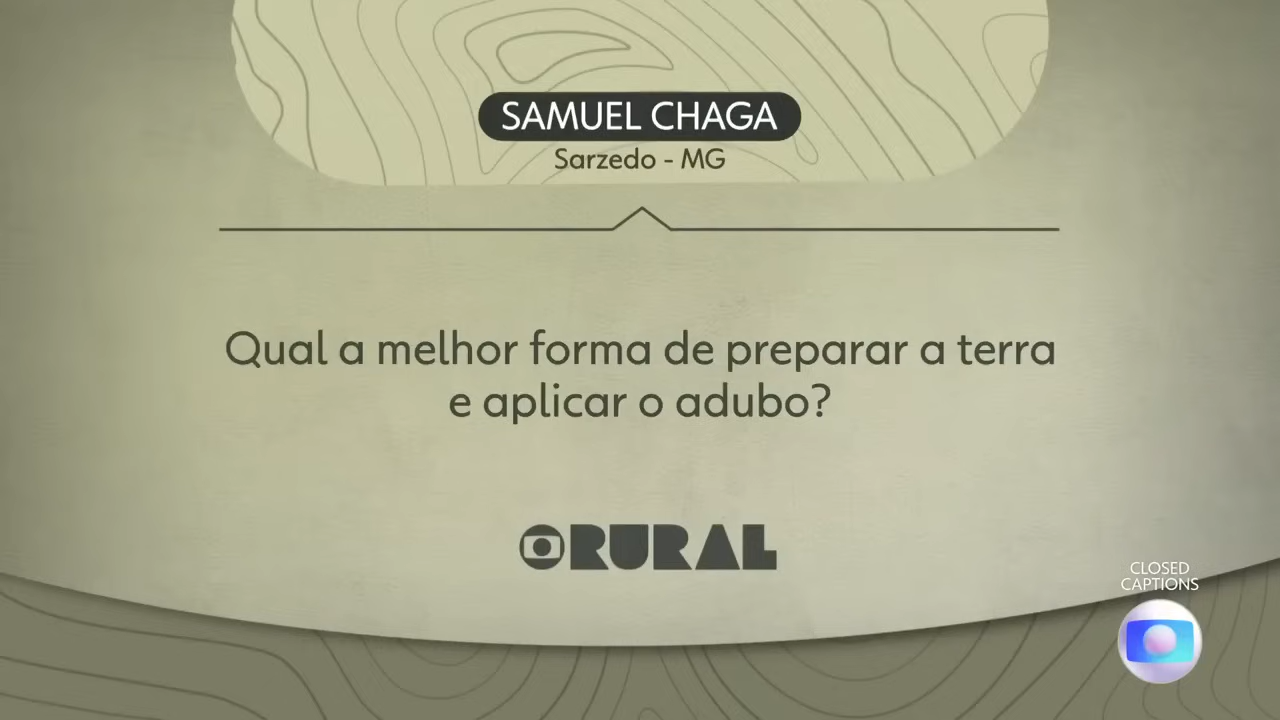 SAMUEL CHAGA
Sarzedo - MG
Qual a melhor forma de preparar a terra
e aplicar o adubo?
RURAL
CLOSED
CAPTIONS